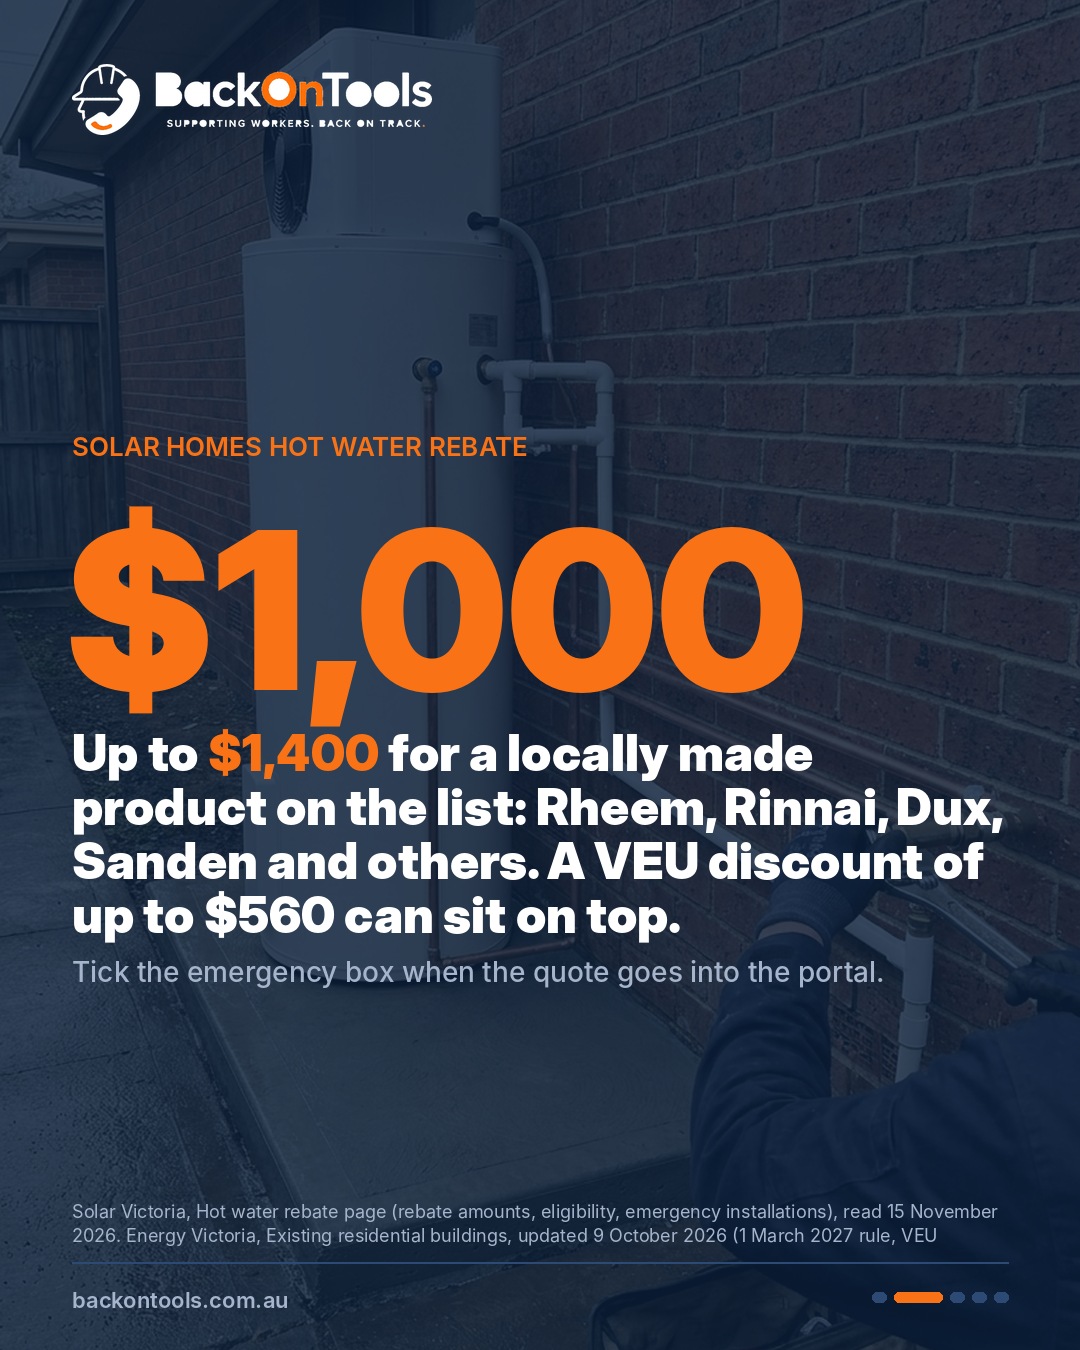 BackOnTools
SUPPORTING WORKERS. BACK ON TRACK.
SOLAR HOMES HOT WATER REBATE
$1,000
Up to $1,400 for a locally made
product on the list: Rheem, Rinnai, Dux,
Sanden and others. A VEU discount of
up to $560 can sit on top.
Tick the emergency box when the quote goes into the portal.
Solar Victoria, Hot water rebate page (rebate amounts, eligibility, emergency installations), read 15 November
2026. Energy Victoria, Existing residential buildings, updated 9 October 2026 (1 March 2027 rule, VEU
backontools.com.au